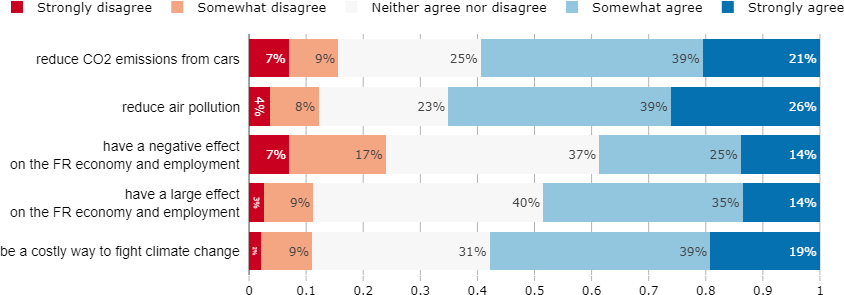 Strongly disagree Somewhat disagree Neither agree nor disagree Somewhat agree Strongly agree
reduce CO2 emissions from cars 7% 9% 25% 39% 21%
reduce air pollution 4% 8% 23% 39% 26%
have a negative effect
on the FR economy and employment 7% 17% 37% 25% 14%
have a large effect
on the FR economy and employment 3% 9% 40% 35% 14%
be a costly way to fight climate change 2% 9% 31% 39% 19%
0 0.1 0.2 0.3 0.4 0.5 0.6 0.7 0.8 0.9 1